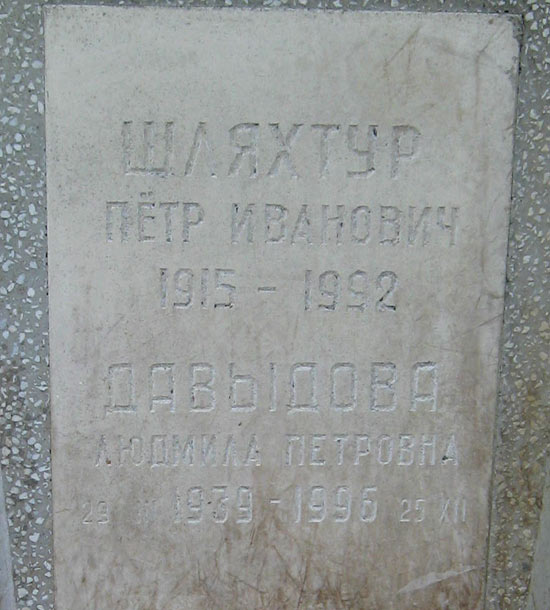 ШЛЯХТУР
ПЁТР ИВАНОВИЧ
1915 - 1992
ДАВЫДОВА
ЛЮДМИЛА ПЕТРОВНА
29 1939 - 1996 25 XII